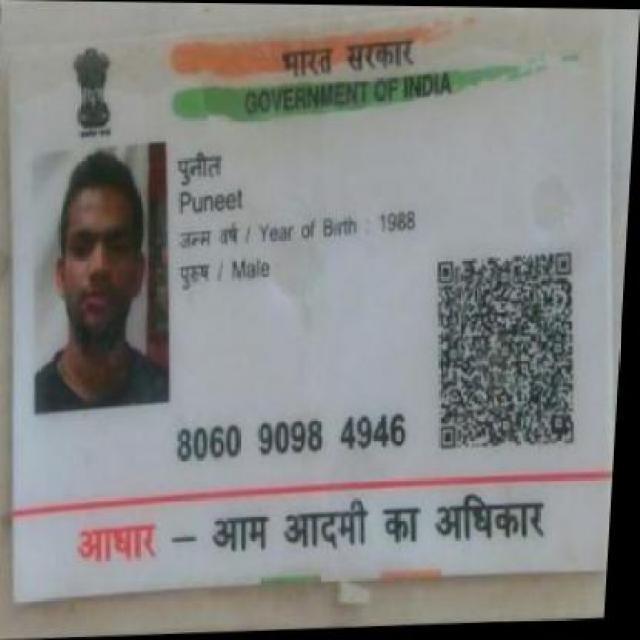 भारत सरकार
GOVERNMENT OF INDIA
पुनीत
Puneet
जन्म वर्ष / Year of Birth : 1988
पुरुष / Male
8060 9098 4946
आधार – आम आदमी का अधिकार